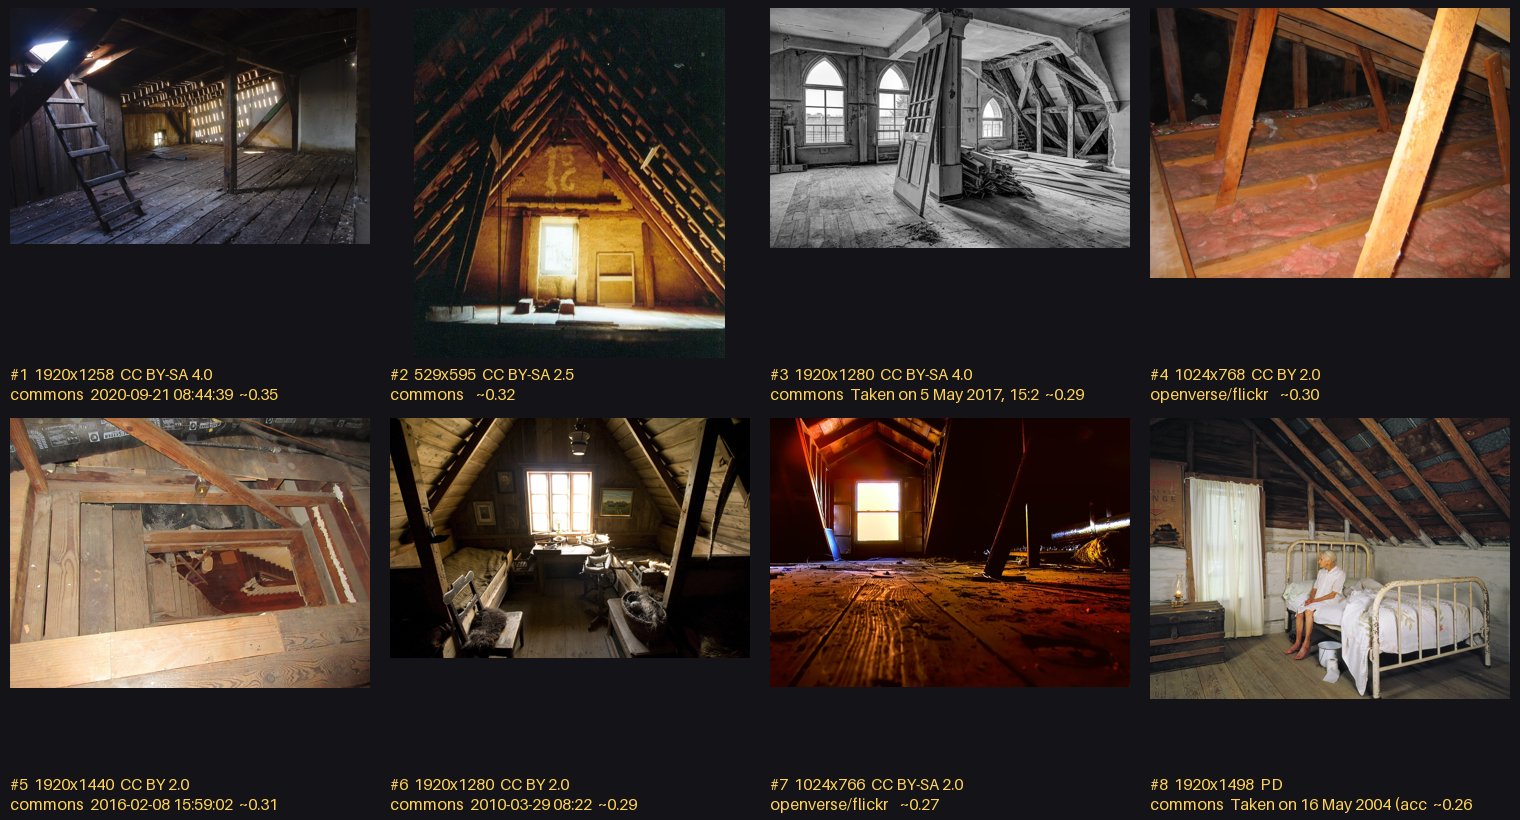 #1 1920x1258 CC BY-SA 4.0
commons 2020-09-21 08:44:39 ~0.35
#2 529x595 CC BY-SA 2.5
commons ~0.32
#3 1920x1280 CC BY-SA 4.0
commons Taken on 5 May 2017, 15:2 ~0.29
#4 1024x768 CC BY 2.0
openverse/flickr ~0.30
#5 1920x1440 CC BY 2.0
commons 2016-02-08 15:59:02 ~0.31
#6 1920x1280 CC BY 2.0
commons 2010-03-29 08:22 ~0.29
#7 1024x766 CC BY-SA 2.0
openverse/flickr ~0.27
#8 1920x1498 PD
commons Taken on 16 May 2004 (acc ~0.26